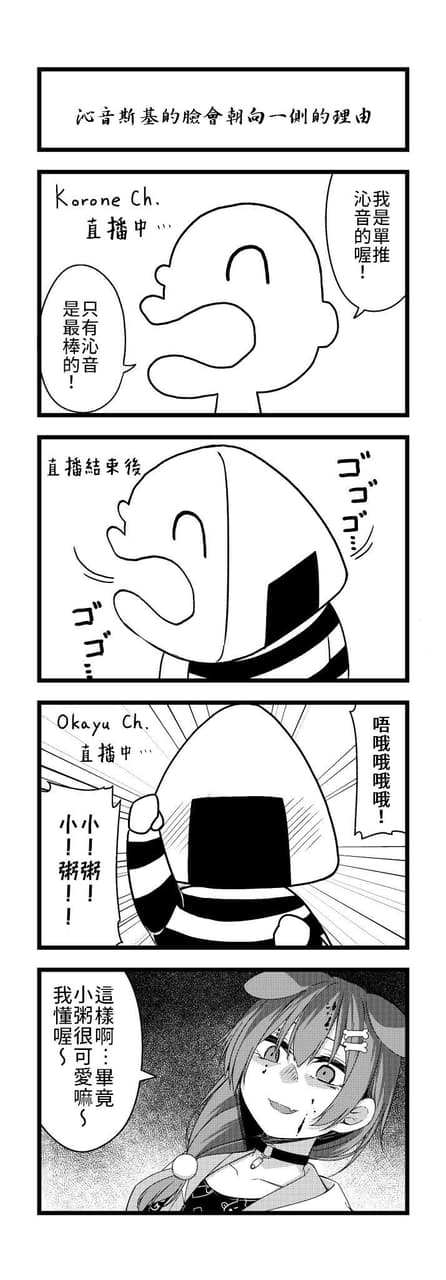 沁音斯基的臉會朝向一側的理由
Korone Ch.
直播中…
我是單推
沁音的喔！
只有沁音
是最棒的！
直播結束後
ゴゴゴ…
ゴゴゴ…
Okayu Ch.
直播中…
唔哦哦哦哦！
小！粥！
小！粥！！
這樣啊…畢竟
小粥很可愛嘛～
我懂喔～